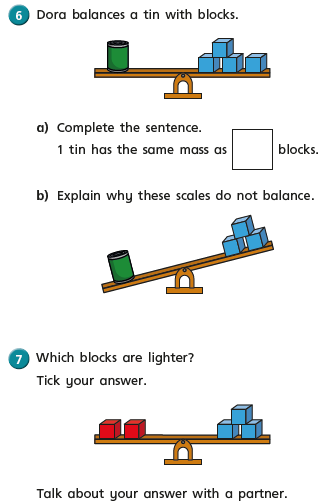 6 Dora balances a tin with blocks.
a) Complete the sentence.
1 tin has the same mass as blocks.
b) Explain why these scales do not balance.
7 Which blocks are lighter?
Tick your answer.
Talk about your answer with a partner.